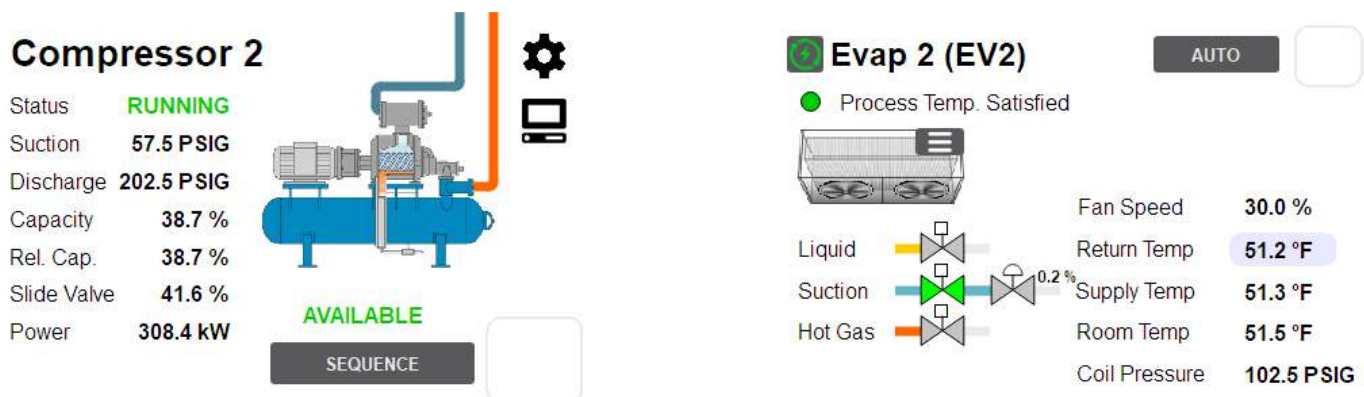 Compressor 2
Status RUNNING
Suction 57.5 PSIG
Discharge 202.5 PSIG
Capacity 38.7 %
Rel. Cap. 38.7 %
Slide Valve 41.6 %
Power 308.4 kW
AVAILABLE
SEQUENCE
Evap 2 (EV2)
AUTO
Process Temp. Satisfied
Fan Speed 30.0 %
Liquid
Return Temp 51.2 °F
Suction
0.2 %
Supply Temp 51.3 °F
Hot Gas
Room Temp 51.5 °F
Coil Pressure 102.5 PSIG